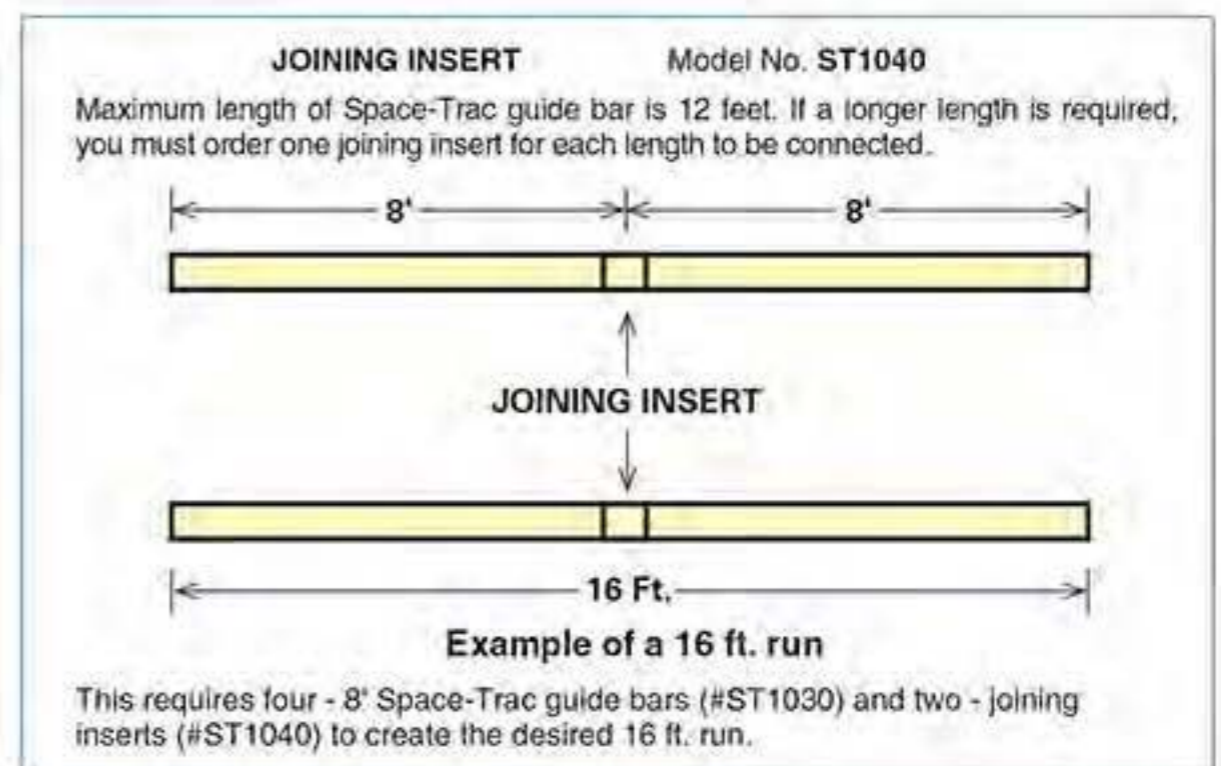 JOINING INSERT Model No. ST1040
Maximum length of Space-Trac guide bar is 12 feet. If a longer length is required,
you must order one joining insert for each length to be connected.
8' 8'
JOINING INSERT
16 Ft.
Example of a 16 ft. run
This requires four - 8' Space-Trac guide bars (#ST1030) and two - joining
inserts (#ST1040) to create the desired 16 ft. run.